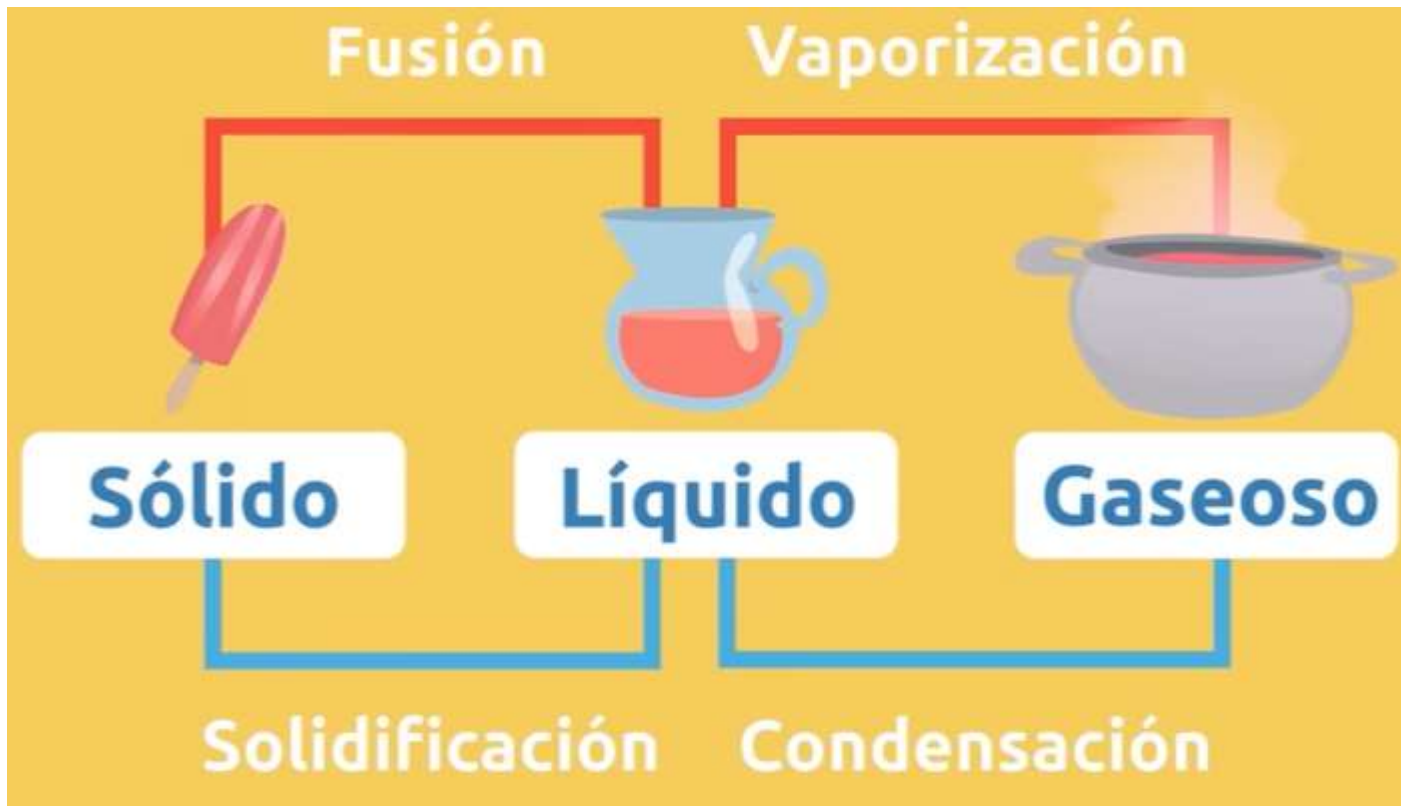 Fusión
Vaporización
Sólido
Líquido
Gaseoso
Solidificación
Condensación